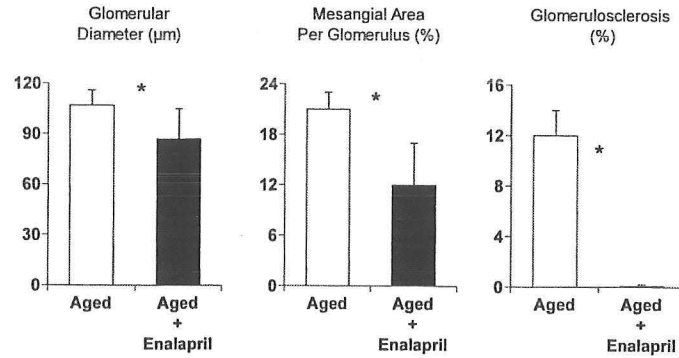 Glomerular
Diameter (µm)
120
90
60
30
0
*
Aged
Aged
+
Enalapril
Mesangial Area
Per Glomerulus (%)
24
18
12
6
0
*
Aged
Aged
+
Enalapril
Glomerulosclerosis
(%)
16
12
8
4
0
*
Aged
Aged
+
Enalapril